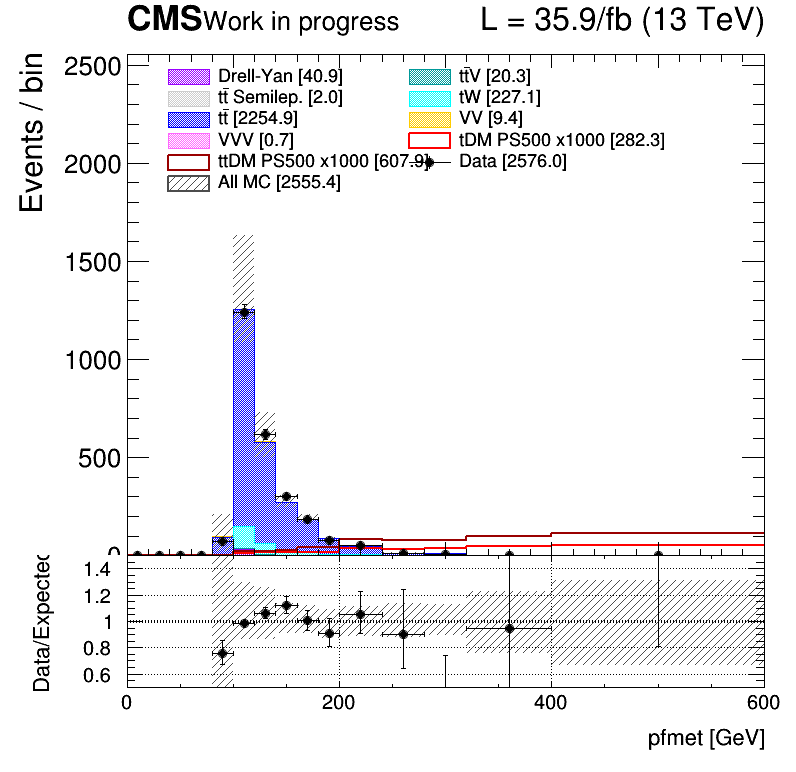 CMS Work in progress L = 35.9/fb (13 TeV)
Events / bin
2500
2000
1500
1000
500
0
Drell-Yan [40.9] tt̄V [20.3]
tt̄ Semilep. [2.0] tW [227.1]
tt̄ [2254.9] VV [9.4]
VVV [0.7] tDM PS500 x1000 [282.3]
ttDM PS500 x1000 [607.9] Data [2576.0]
All MC [2555.4]
Data/Expected
1.4
1.2
1
0.8
0.6
0 200 400 600
pfmet [GeV]